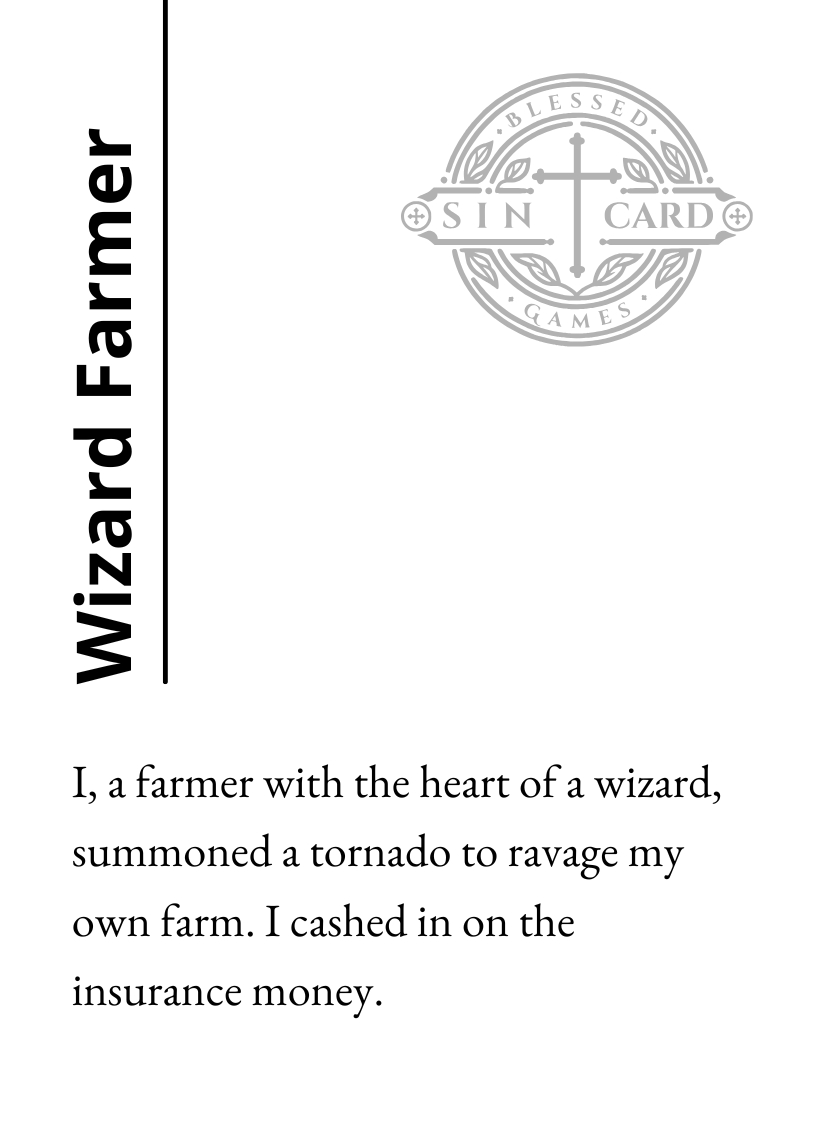 Wizard Farmer
BLESSED
SIN CARD
GAMES
I, a farmer with the heart of a wizard,
summoned a tornado to ravage my
own farm. I cashed in on the
insurance money.